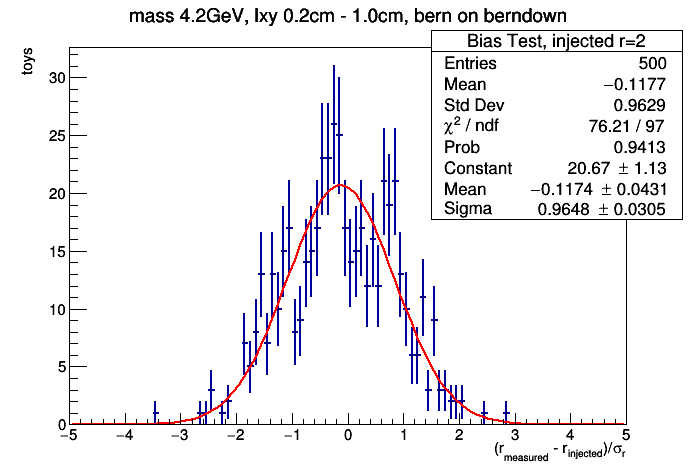 mass 4.2GeV, lxy 0.2cm - 1.0cm, bern on berndown
Bias Test, injected r=2
Entries 500
Mean −0.1177
Std Dev 0.9629
χ² / ndf 76.21 / 97
Prob 0.9413
Constant 20.67 ± 1.13
Mean −0.1174 ± 0.0431
Sigma 0.9648 ± 0.0305
toys
30
25
20
15
10
5
0
−5 −4 −3 −2 −1 0 1 2 3 4 5
(r_measured - r_injected)/σ_r